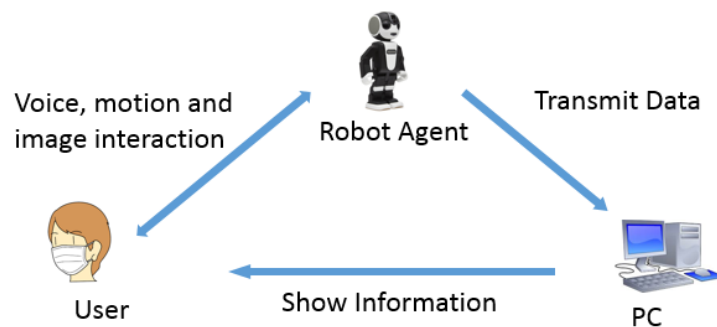 Voice, motion and
image interaction
Robot Agent
Transmit Data
User
Show Information
PC